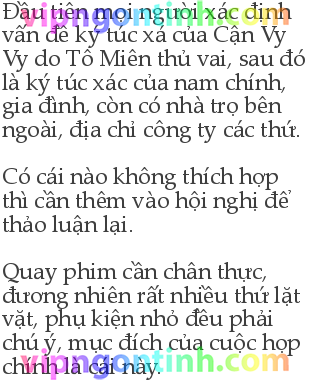 Đầu tiên mọi người xác định
vấn đề ký túc xá của Cận Vy
Vy do Tô Miên thủ vai, sau đó
là ký túc xác của nam chính,
gia đình, còn có nhà trọ bên
ngoài, địa chỉ công ty các thứ.
Có cái nào không thích hợp
thì cần thêm vào hội nghị để
thảo luận lại.
Quay phim cần chân thực,
đương nhiên rất nhiều thứ lặt
vặt, phụ kiện nhỏ đều phải
chú ý, mục đích của cuộc họp
chính là cái này.
vipngontinh.com
vipngontinh.com